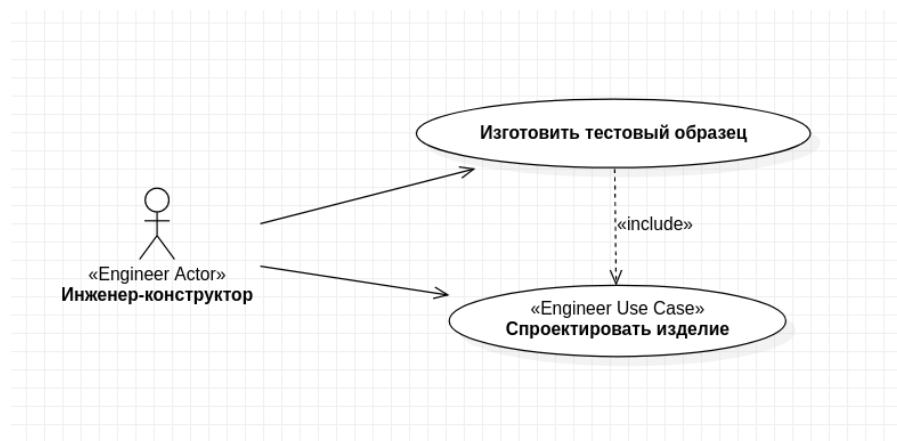 Изготовить тестовый образец
«include»
«Engineer Actor»
Инженер-конструктор
«Engineer Use Case»
Спроектировать изделие